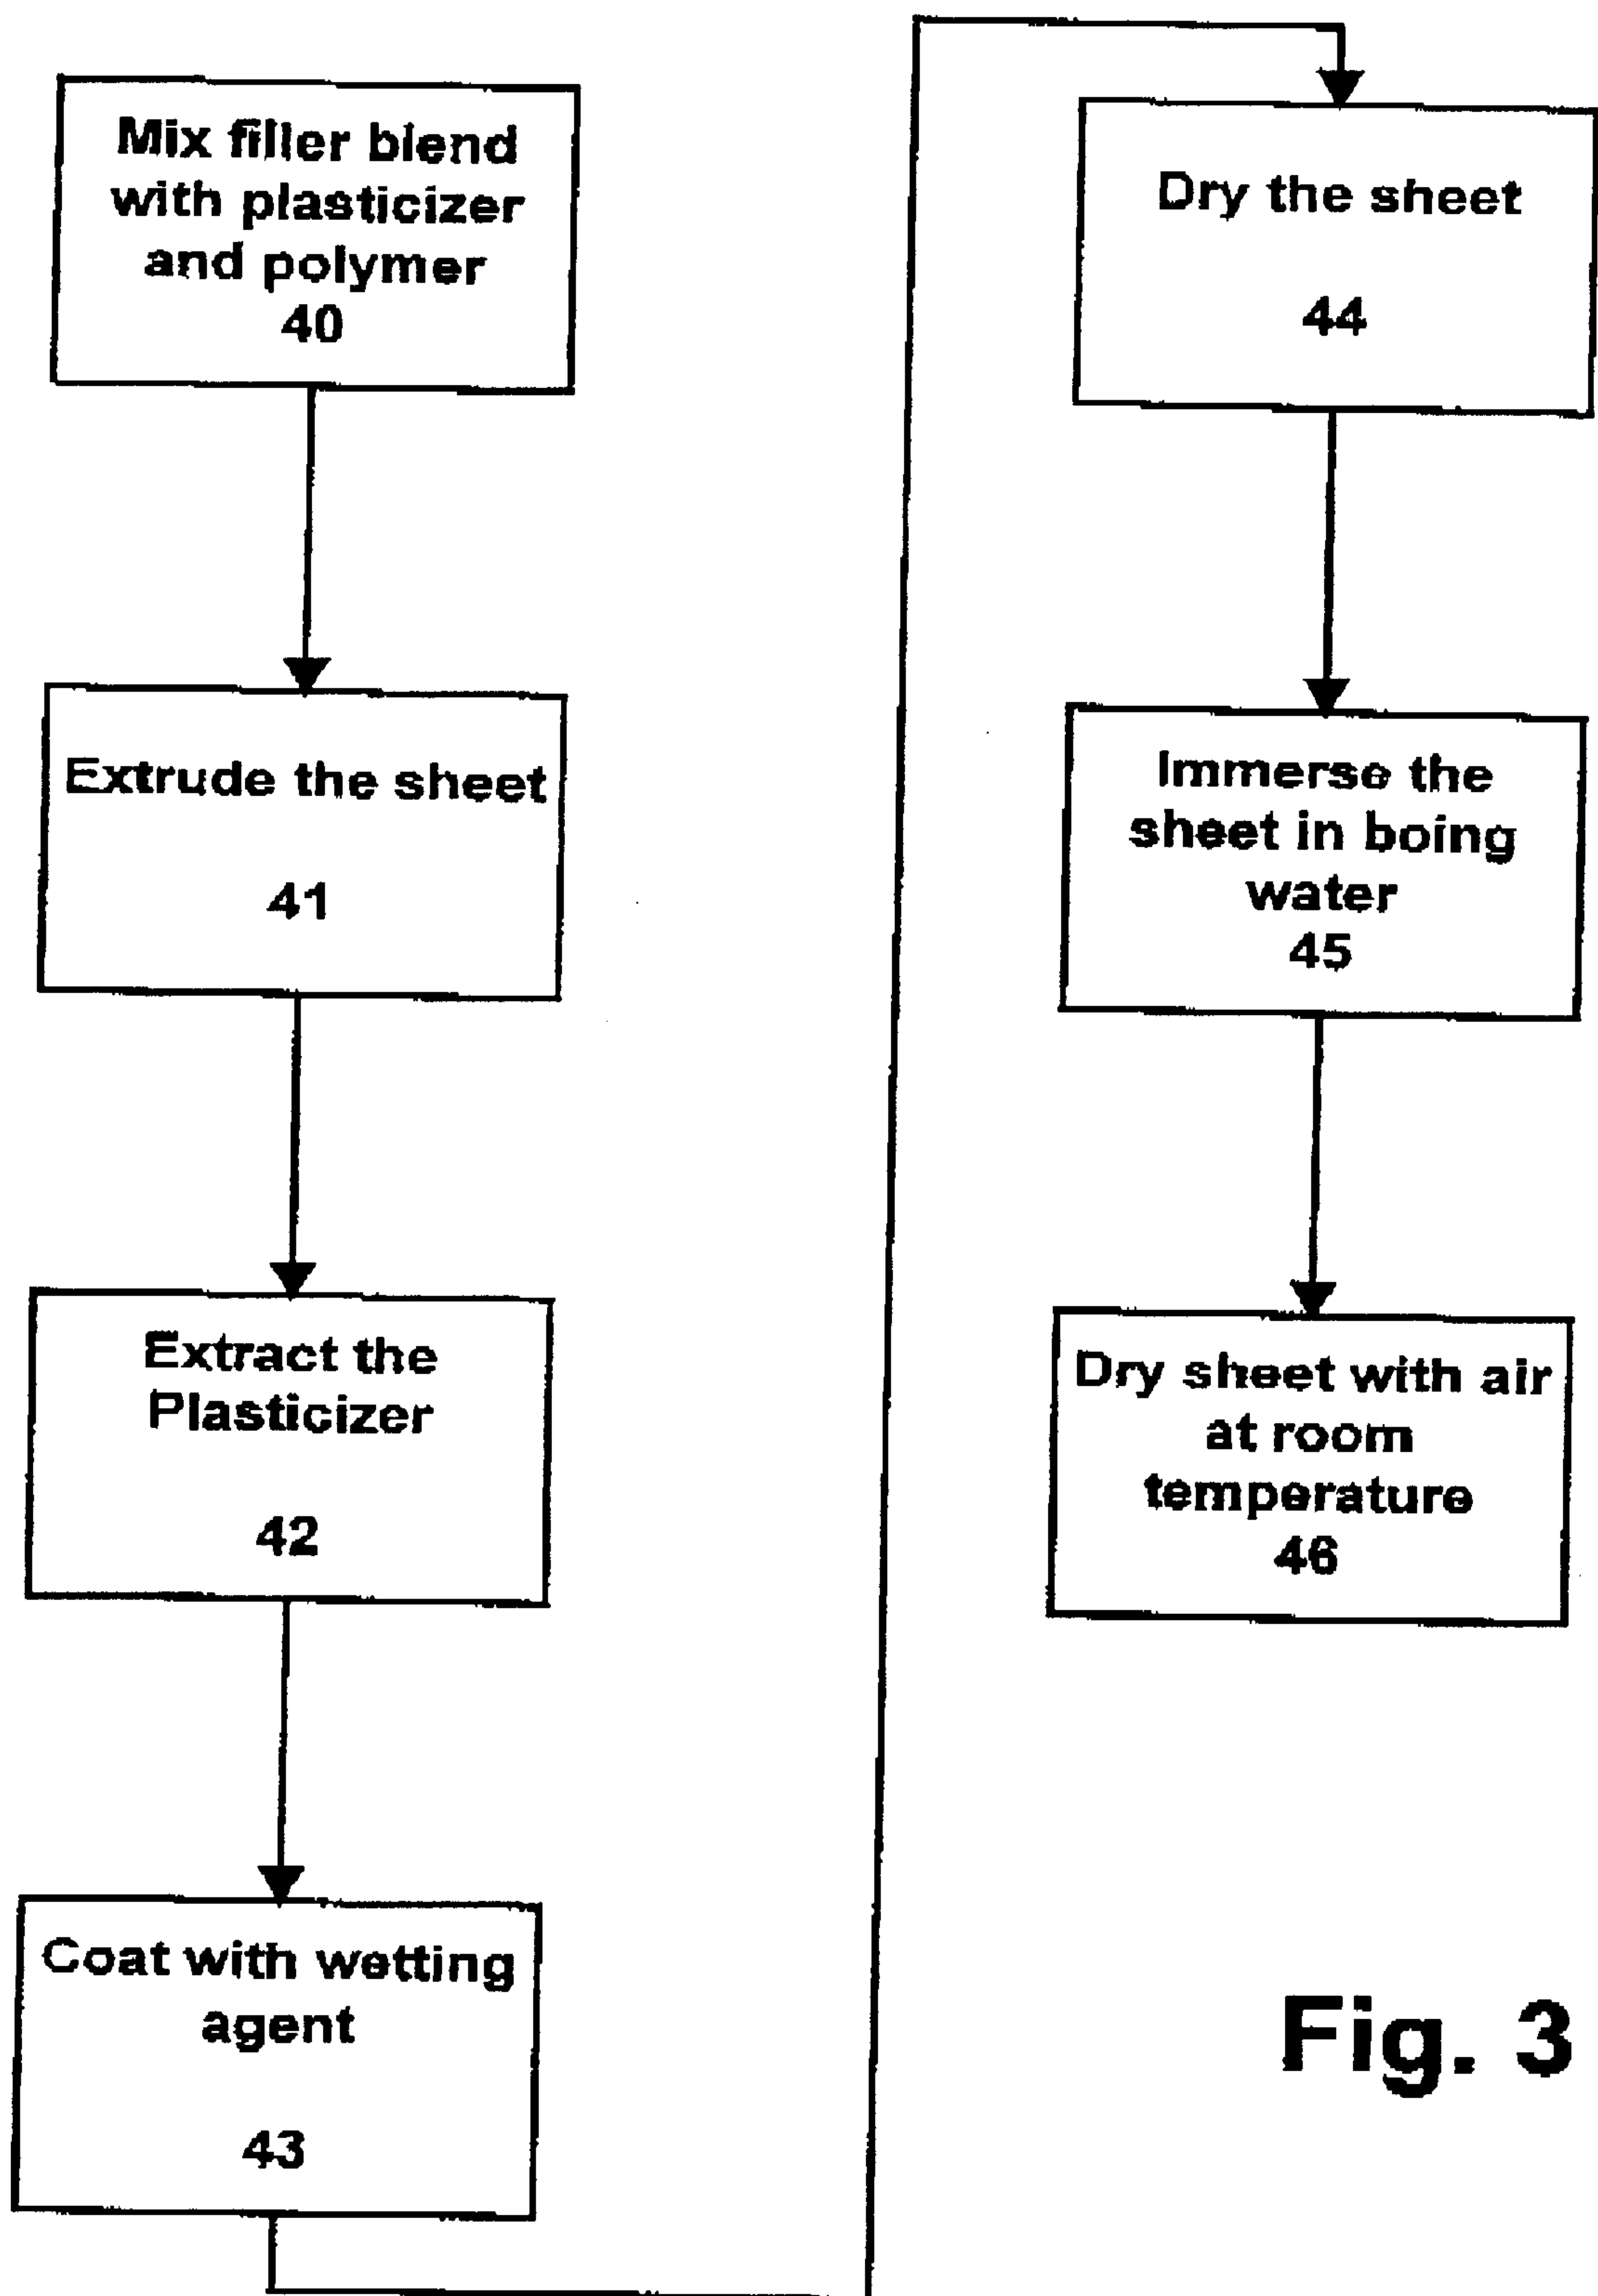 Mix filler blend
with plasticizer
and polymer
40
Extrude the sheet
41
Extract the
Plasticizer
42
Coat with wetting
agent
43
Dry the sheet
44
Immerse the
sheet in boing
water
45
Dry sheet with air
at room
temperature
46
Fig. 3